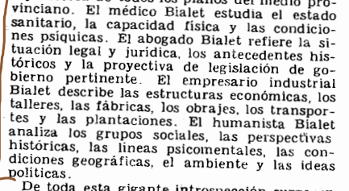 de todos los planos del medio pro-
vinciano. El médico Bialet estudia el estado
sanitario, la capacidad física y las condicio-
nes psíquicas. El abogado Bialet refiere la si-
tuación legal y jurídica, los antecedentes his-
tóricos y la proyectiva de legislación de go-
bierno pertinente. El empresario industrial
Bialet describe las estructuras económicas, los
talleres, las fábricas, los obrajes, los transpor-
tes y las plantaciones. El humanista Bialet
analiza los grupos sociales, las perspectivas
históricas, las lineas psicomentales, las con-
diciones geográficas, el ambiente y las ideas
políticas.
De toda esta gigante introspección